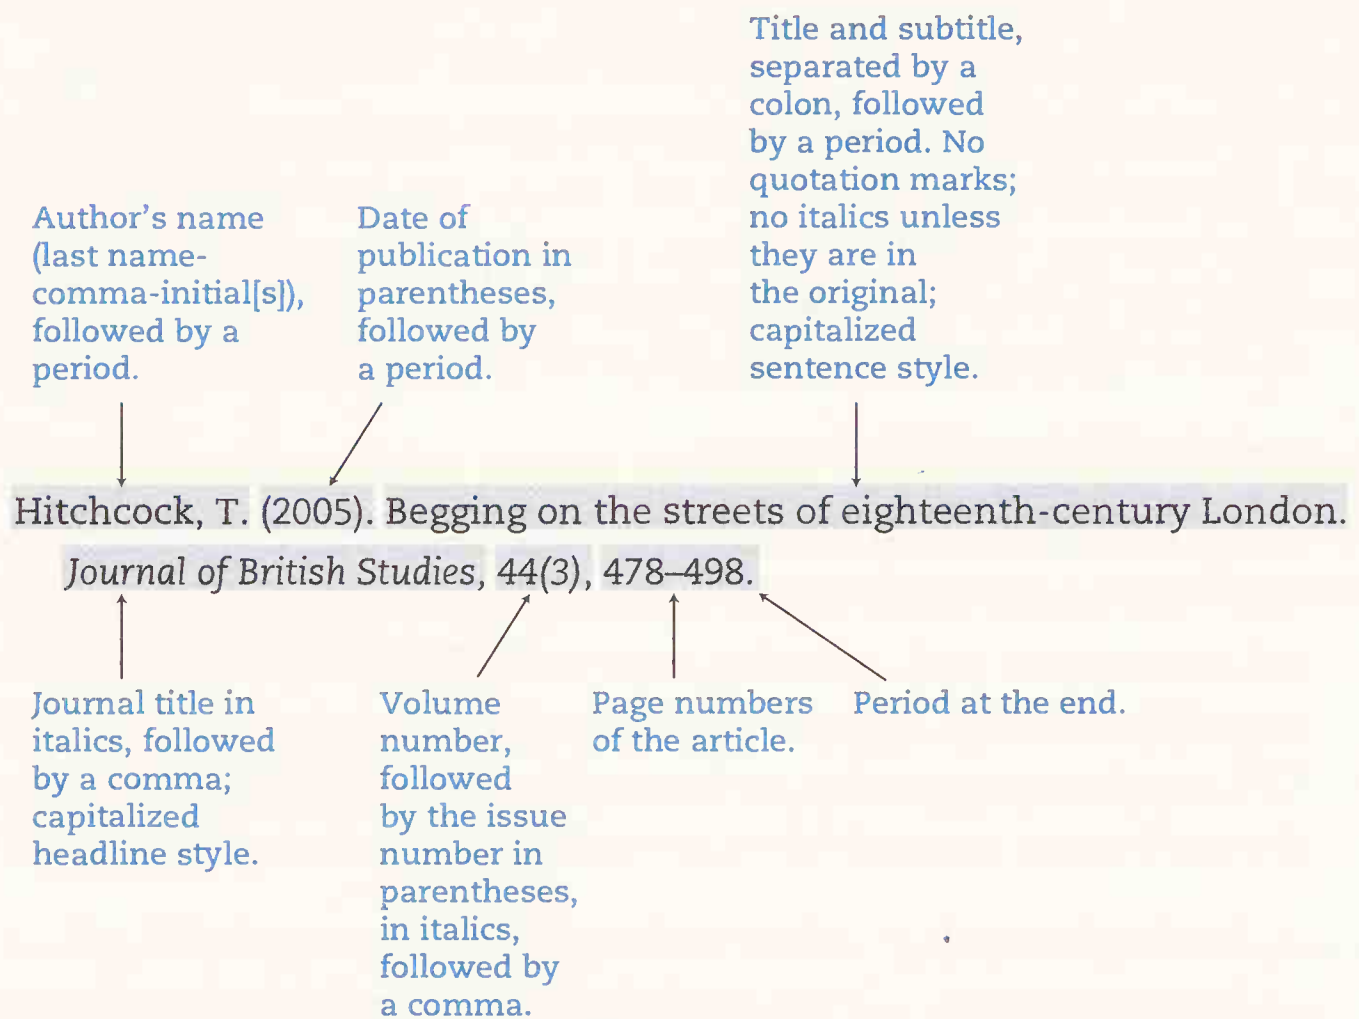 Title and subtitle,
separated by a
colon, followed
by a period. No
quotation marks;
no italics unless
they are in
the original;
capitalized
sentence style.
Author's name
(last name-
comma-initial[s]),
followed by a
period.
Date of
publication in
parentheses,
followed by
a period.
Hitchcock, T. (2005). Begging on the streets of eighteenth-century London.
Journal of British Studies, 44(3), 478–498.
Journal title in
italics, followed
by a comma;
capitalized
headline style.
Volume
number,
followed
by the issue
number in
parentheses,
in italics,
followed by
a comma.
Page numbers
of the article.
Period at the end.